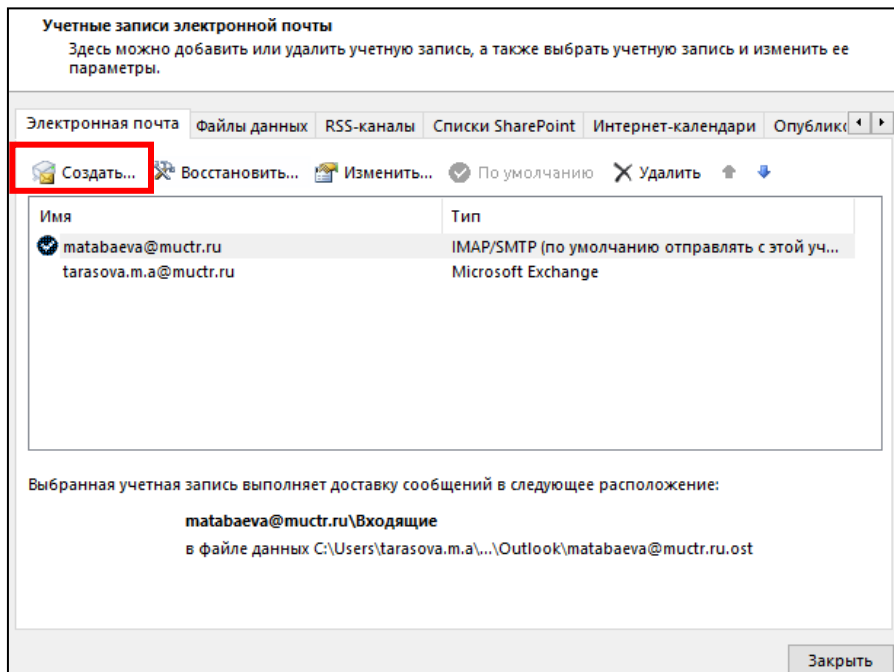 Учетные записи электронной почты
Здесь можно добавить или удалить учетную запись, а также выбрать учетную запись и изменить ее
параметры.
Электронная почта Файлы данных RSS-каналы Списки SharePoint Интернет-календари Опублико
Создать... Восстановить... Изменить... По умолчанию Удалить
Имя Тип
matabaeva@muctr.ru IMAP/SMTP (по умолчанию отправлять с этой уч...
tarasova.m.a@muctr.ru Microsoft Exchange
Выбранная учетная запись выполняет доставку сообщений в следующее расположение:
matabaeva@muctr.ru\Входящие
в файле данных C:\Users\tarasova.m.a\...\Outlook\matabaeva@muctr.ru.ost
Закрыть